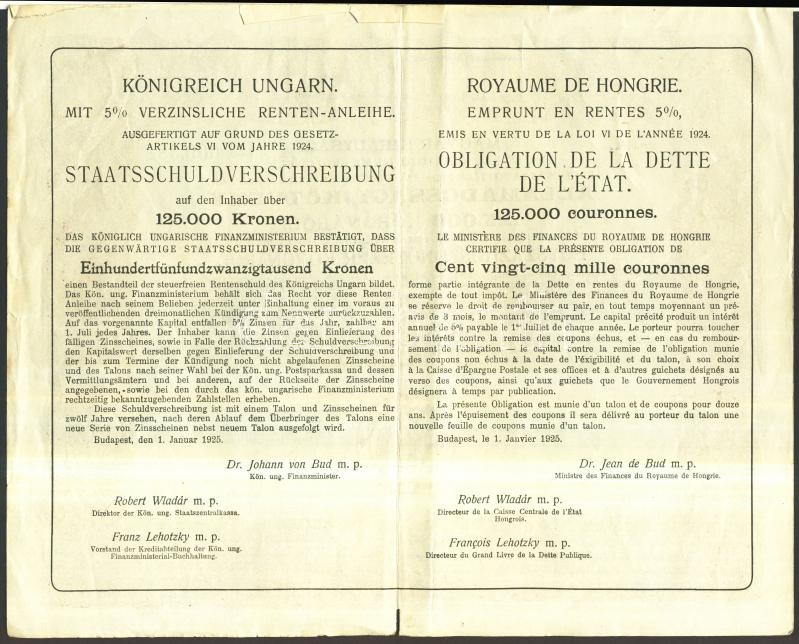 KÖNIGREICH UNGARN.
MIT 5% VERZINSLICHE RENTEN-ANLEIHE.
AUSGEFERTIGT AUF GRUND DES GESETZ-
ARTIKELS VI VOM JAHRE 1924.
STAATSSCHULDVERSCHREIBUNG
auf den Inhaber über
125.000 Kronen.
DAS KÖNIGLICH UNGARISCHE FINANZMINISTERIUM BESTÄTIGT, DASS
DIE GEGENWÄRTIGE STAATSSCHULDVERSCHREIBUNG ÜBER
Einhundertfünfundzwanzigtausend Kronen
einen Bestandteil der steuerfreien Rentenschuld des Königreichs Ungarn bildet.
Das Kön. ung. Finanzministerium behält sich das Recht vor diese Renten-
Anleihe nach seinem Belieben jederzeit unter Einhaltung einer im voraus zu
veröffentlichenden dreimonatlichen Kündigung zum Nennwerte zurückzuzahlen.
Auf das vorgenannte Kapital entfallen 5% Zinsen für das Jahr, zahlbar am
1. Juli jedes Jahres. Der Inhaber kann die Zinsen gegen Einlieferung des
fälligen Zinsscheines, sowie in Falle der Rückzahlung der Schuldverschreibung
den Kapitalswert derselben gegen Einlieferung der Schuldverschreibung und
der bis zum Termine der Kündigung noch nicht abgelaufenen Zinsscheine
und des Talons nach seiner Wahl bei der Kön. ung. Postsparkassa und dessen
Vermittlungsämtern und bei anderen, auf der Rückseite der Zinsscheine
angegebenen, sowie bei den durch das kön. ungarische Finanzministerium
rechtzeitig bekanntzugebenden Zahlstellen erheben.
Diese Schuldverschreibung ist mit einem Talon und Zinsscheinen für
zwölf Jahre versehen, nach deren Ablauf dem Überbringer des Talons eine
neue Serie von Zinsscheinen nebst neuem Talon ausgefolgt wird.
Budapest, den 1. Januar 1925.
Dr. Johann von Bud m. p.
Kön. ung. Finanzminister.
Robert Wladár m. p.
Direktor der Kön. ung. Staatszentralkassa.
Franz Lehotzky m. p.
Vorstand der Kreditabteilung der Kön. ung.
Finanzministerial-Buchhaltung.
ROYAUME DE HONGRIE.
EMPRUNT EN RENTES 5%,
EMIS EN VERTU DE LA LOI VI DE L'ANNÉE 1924.
OBLIGATION DE LA DETTE
DE L'ÉTAT.
125.000 couronnes.
LE MINISTÈRE DES FINANCES DU ROYAUME DE HONGRIE
CERTIFIE QUE LA PRÉSENTE OBLIGATION DE
Cent vingt-cinq mille couronnes
forme partie intégrante de la Dette en rentes du Royaume de Hongrie,
exempte de tout impôt. Le Ministère des Finances du Royaume de Hongrie
se réserve le droit de rembourser au pair, en tout temps moyennant un pré-
avis de 3 mois, le montant de l'emprunt. Le capital précité produit un intérêt
annuel de 5% payable le 1er Juillet de chaque année. Le porteur pourra toucher
les intérêts contre la remise des coupons échus, et — en cas du rembour-
sement de l'obligation — le capital contre la remise de l'obligation munie
des coupons non échus à la date de l'éxigibilité et du talon, à son choix
à la Caisse d'Épargne Postale et ses offices et à d'autres guichets désignés au
verso des coupons, ainsi qu'aux guichets que le Gouvernement Hongrois
désignera à temps par publication.
La présente Obligation est munie d'un talon et de coupons pour douze
ans. Après l'épuisement des coupons il sera délivré au porteur du talon une
nouvelle feuille de coupons munie d'un talon.
Budapest, le 1. Janvier 1925.
Dr. Jean de Bud m. p.
Ministre des Finances du Royaume de Hongrie.
Robert Wladár m. p.
Directeur de la Caisse Centrale de l'État
Hongrois.
François Lehotzky m. p.
Directeur du Grand Livre de la Dette Publique.